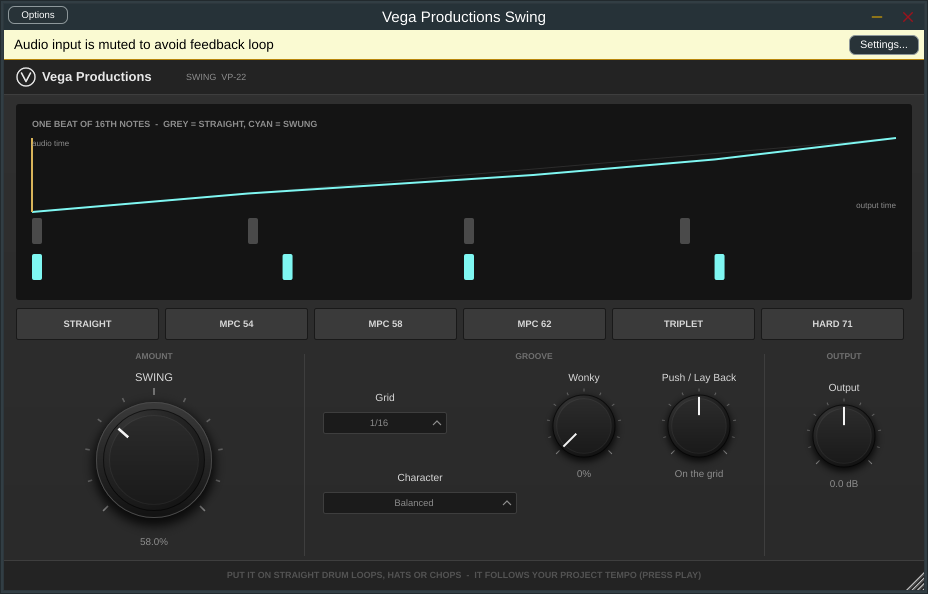 Options
Vega Productions Swing
Audio input is muted to avoid feedback loop
Settings...
Vega Productions
SWING VP-22
ONE BEAT OF 16TH NOTES - GREY = STRAIGHT, CYAN = SWUNG
audio time
output time
STRAIGHT
MPC 54
MPC 58
MPC 62
TRIPLET
HARD 71
AMOUNT
GROOVE
OUTPUT
SWING
58.0%
Grid
1/16
Character
Balanced
Wonky
0%
Push / Lay Back
On the grid
Output
0.0 dB
PUT IT ON STRAIGHT DRUM LOOPS, HATS OR CHOPS - IT FOLLOWS YOUR PROJECT TEMPO (PRESS PLAY)